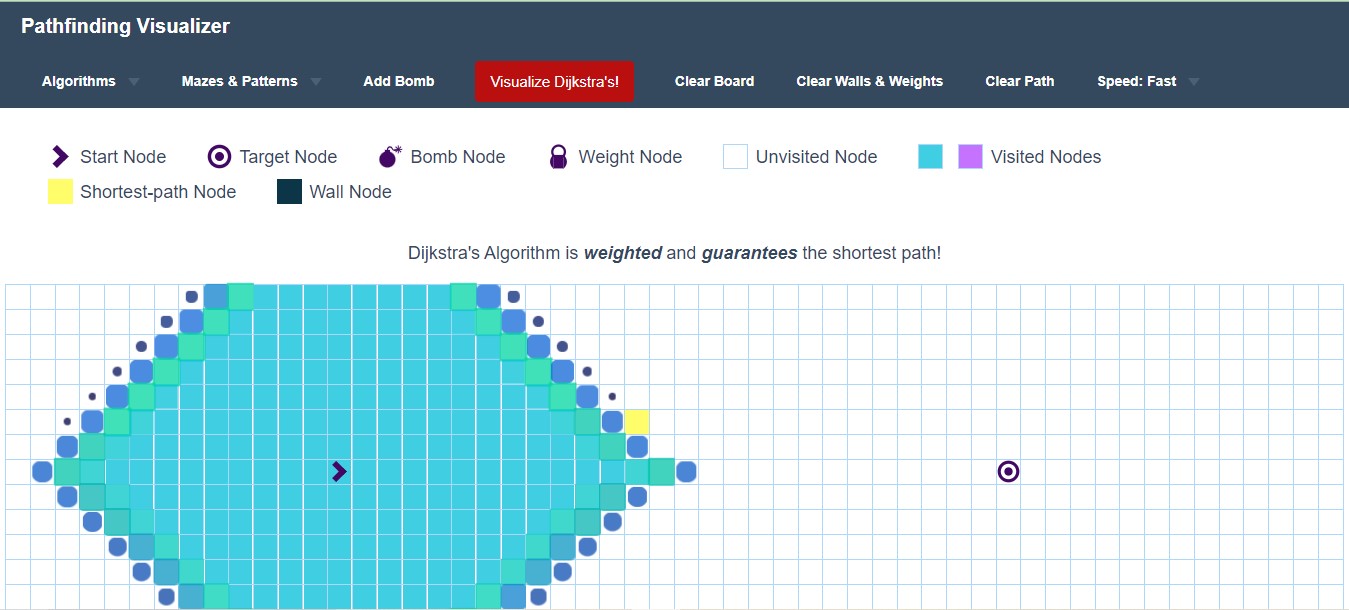 Pathfinding Visualizer
Algorithms Mazes & Patterns Add Bomb Visualize Dijkstra's! Clear Board Clear Walls & Weights Clear Path Speed: Fast
Start Node Target Node Bomb Node Weight Node Unvisited Node Visited Nodes
Shortest-path Node Wall Node
Dijkstra's Algorithm is weighted and guarantees the shortest path!